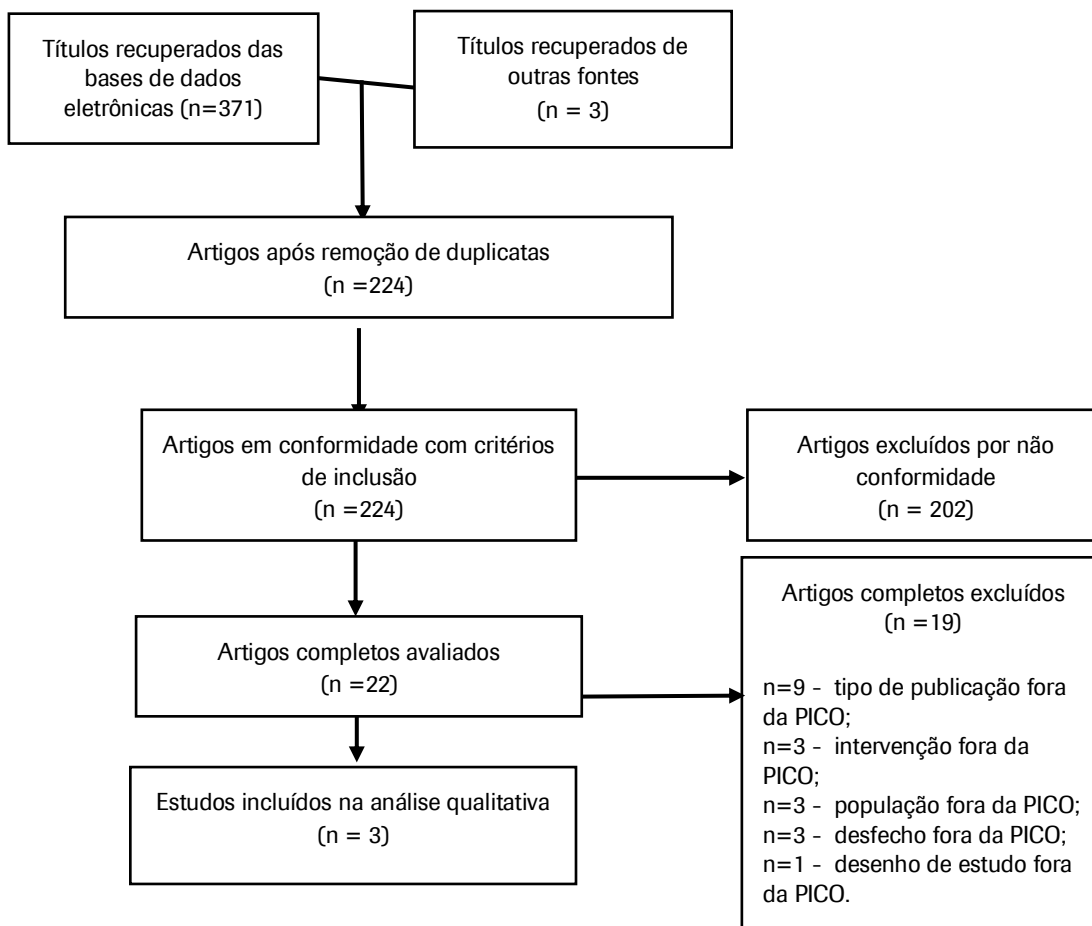 Títulos recuperados das
bases de dados
eletrônicas (n=371)
Títulos recuperados de
outras fontes
(n = 3)
Artigos após remoção de duplicatas
(n =224)
Artigos em conformidade com critérios
de inclusão
(n =224)
Artigos excluídos por não
conformidade
(n = 202)
Artigos completos avaliados
(n =22)
Artigos completos excluídos
(n =19)
n=9 - tipo de publicação fora
da PICO;
n=3 - intervenção fora da
PICO;
n=3 - população fora da PICO;
n=3 - desfecho fora da PICO;
n=1 - desenho de estudo fora
da PICO.
Estudos incluídos na análise qualitativa
(n = 3)